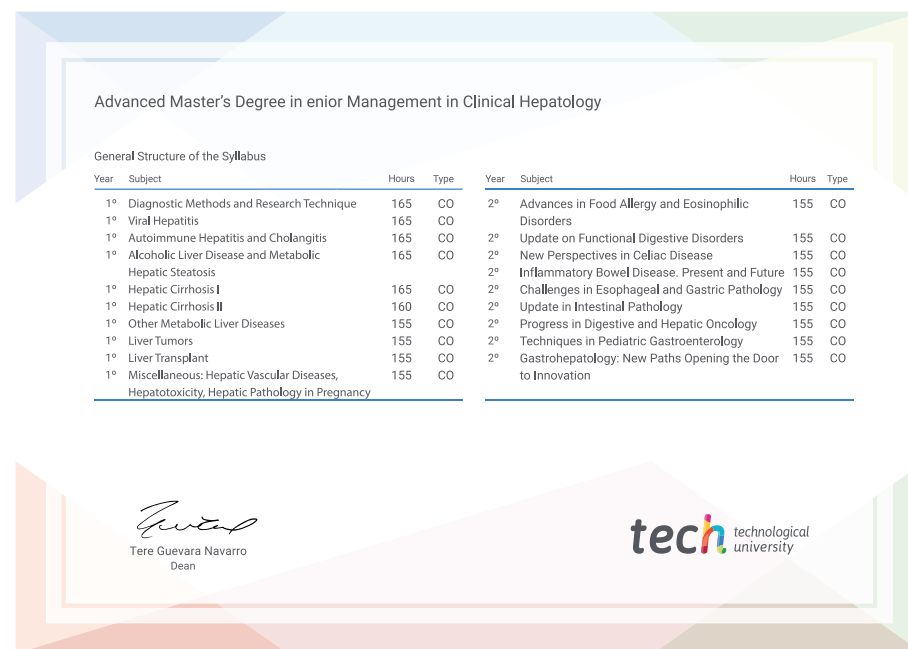 Advanced Master's Degree in enior Management in Clinical Hepatology
General Structure of the Syllabus
Year Subject Hours Type
1º Diagnostic Methods and Research Technique 165 CO
1º Viral Hepatitis 165 CO
1º Autoimmune Hepatitis and Cholangitis 165 CO
1º Alcoholic Liver Disease and Metabolic 165 CO
Hepatic Steatosis
1º Hepatic Cirrhosis I 165 CO
1º Hepatic Cirrhosis II 160 CO
1º Other Metabolic Liver Diseases 155 CO
1º Liver Tumors 155 CO
1º Liver Transplant 155 CO
1º Miscellaneous: Hepatic Vascular Diseases, 155 CO
Hepatotoxicity, Hepatic Pathology in Pregnancy
Year Subject Hours Type
2º Advances in Food Allergy and Eosinophilic 155 CO
Disorders
2º Update on Functional Digestive Disorders 155 CO
2º New Perspectives in Celiac Disease 155 CO
2º Inflammatory Bowel Disease. Present and Future 155 CO
2º Challenges in Esophageal and Gastric Pathology 155 CO
2º Update in Intestinal Pathology 155 CO
2º Progress in Digestive and Hepatic Oncology 155 CO
2º Techniques in Pediatric Gastroenterology 155 CO
2º Gastrohepatology: New Paths Opening the Door 155 CO
to Innovation
Tere Guevara Navarro
Dean
tech technological
university